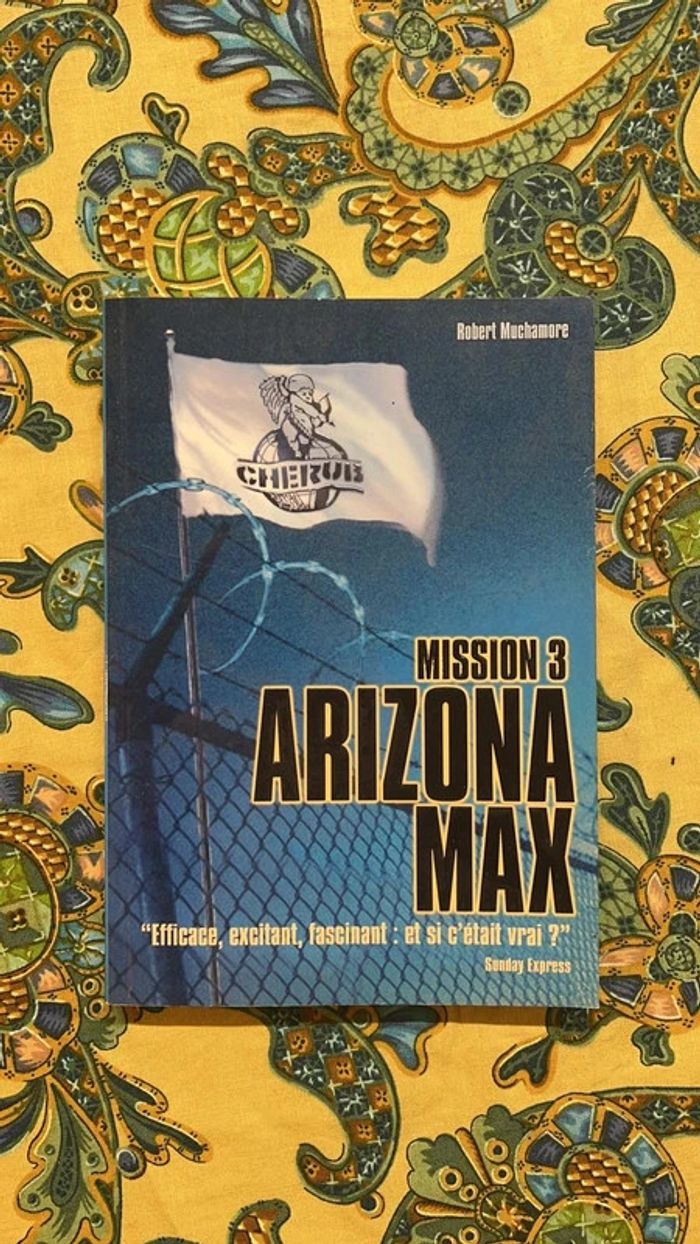 Robert Muchamore
CHERUB
MISSION 3
ARIZONA
MAX
"Efficace, excitant, fascinant : et si c'était vrai ?"
Sunday Express